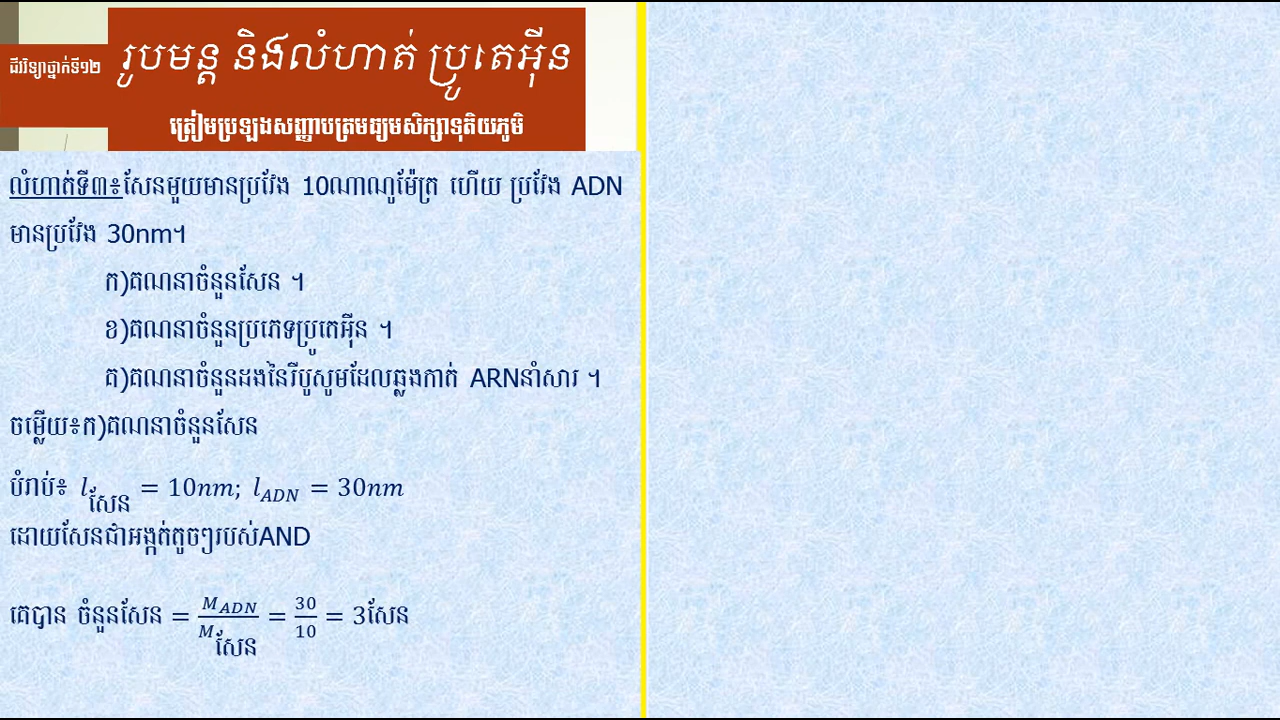 ជីវវិទ្យាថ្នាក់ទី១២
រូបមន្ត និងលំហាត់ ប្រូតេអ៊ីន
ត្រៀមប្រឡងសញ្ញាបត្រមធ្យមសិក្សាទុតិយភូមិ
លំហាត់ទី៣៖សែនមួយមានប្រវែង 10ណាណូម៉ែត្រ ហើយ ប្រវែង ADN
មានប្រវែង 30nm។
ក)គណនាចំនួនសែន ។
ខ)គណនាចំនួនប្រភេទប្រូតេអ៊ីន ។
គ)គណនាចំនួនដងនៃរីបូសូមដែលឆ្លងកាត់ ARNនាំសារ ។
ចម្លើយ៖ក)គណនាចំនួនសែន
បំរាប់៖ l សែន = 10nm; l ADN = 30nm
ដោយសែនជាអង្កត់តូចៗរបស់AND
គេបាន ចំនួនសែន = M ADN / M សែន = 30/10 = 3សែន